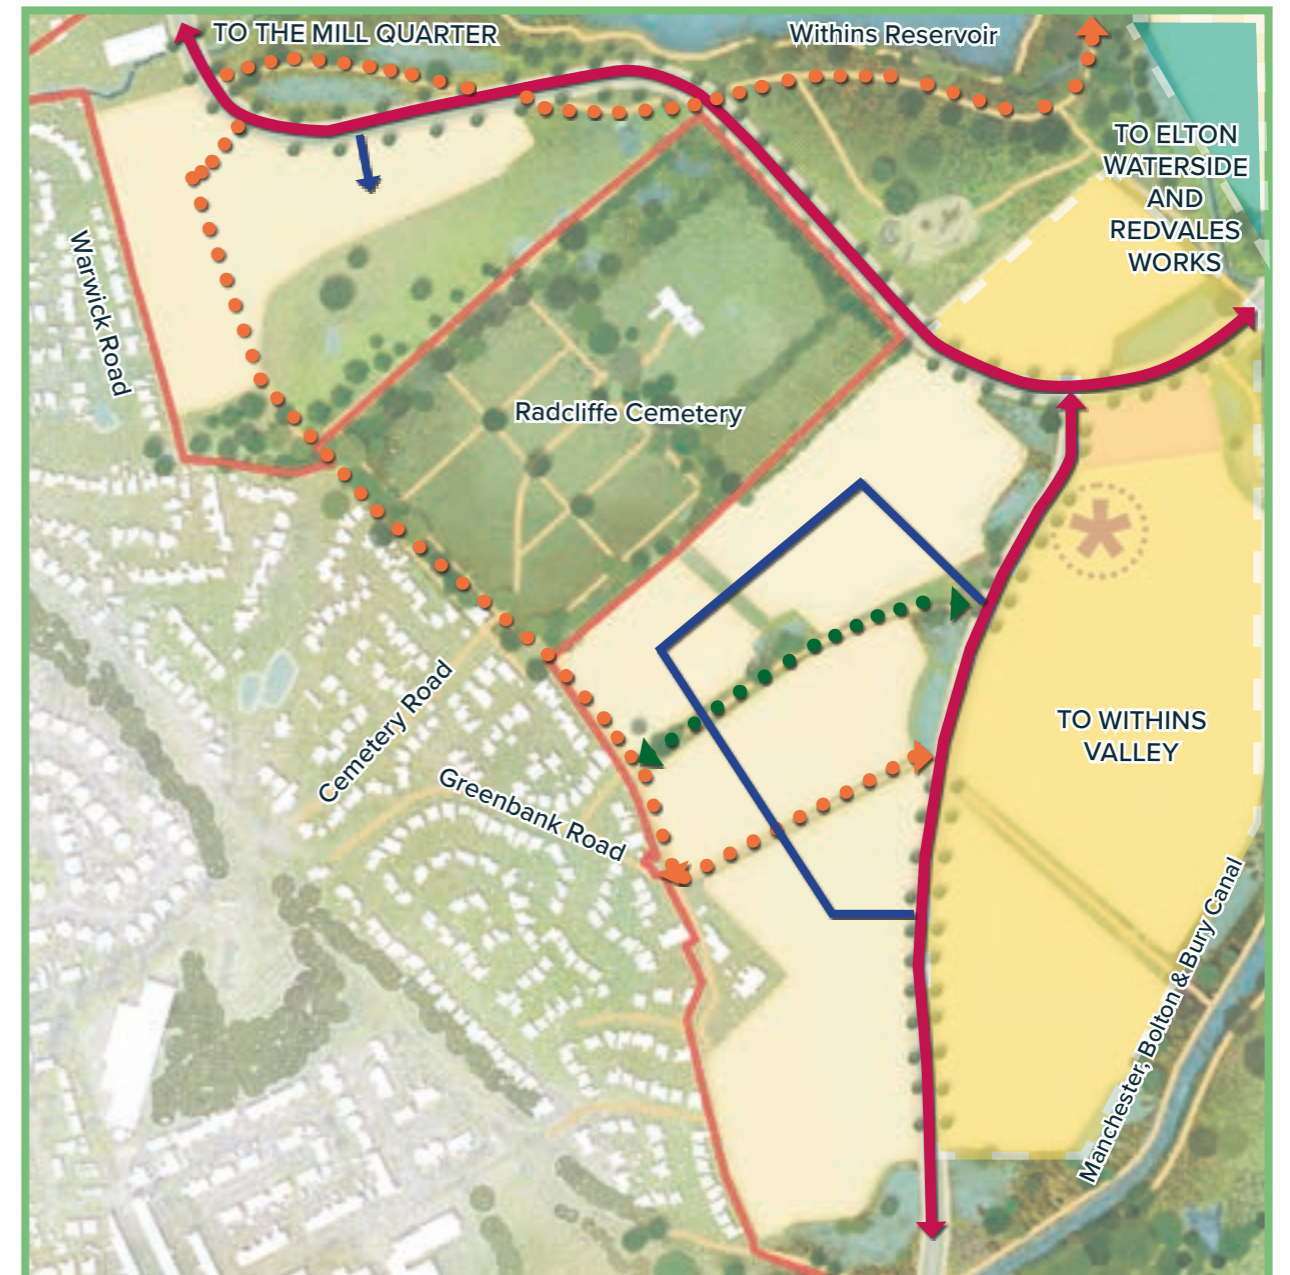 TO THE MILL QUARTER
Withins Reservoir
TO ELTON
WATERSIDE
AND
REDVALES
WORKS
Warwick Road
Radcliffe Cemetery
Cemetery Road
Greenbank Road
TO WITHINS
VALLEY
Manchester, Bolton & Bury Canal